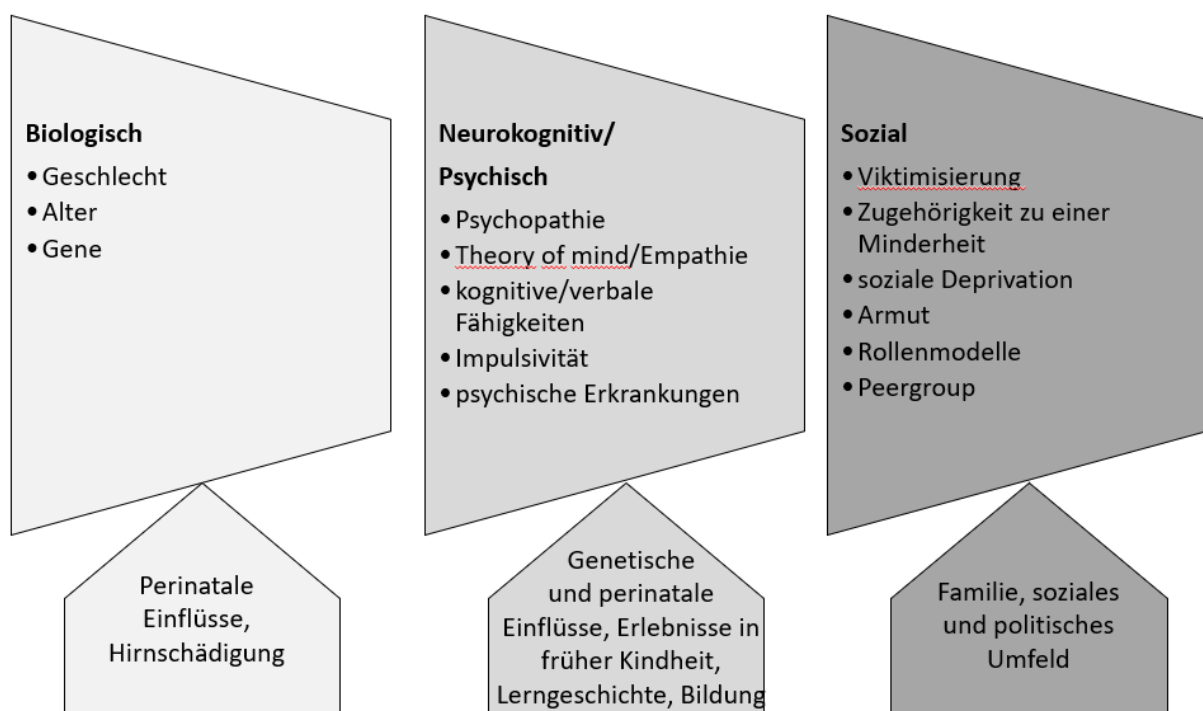 Biologisch
• Geschlecht
• Alter
• Gene
Perinatale
Einflüsse,
Hirnschädigung
Neurokognitiv/
Psychisch
• Psychopathie
• Theory of mind/Empathie
• kognitive/verbale
Fähigkeiten
• Impulsivität
• psychische Erkrankungen
Genetische
und perinatale
Einflüsse, Erlebnisse in
früher Kindheit,
Lerngeschichte, Bildung
Sozial
• Viktimisierung
• Zugehörigkeit zu einer
Minderheit
• soziale Deprivation
• Armut
• Rollenmodelle
• Peergroup
Familie, soziales
und politisches
Umfeld